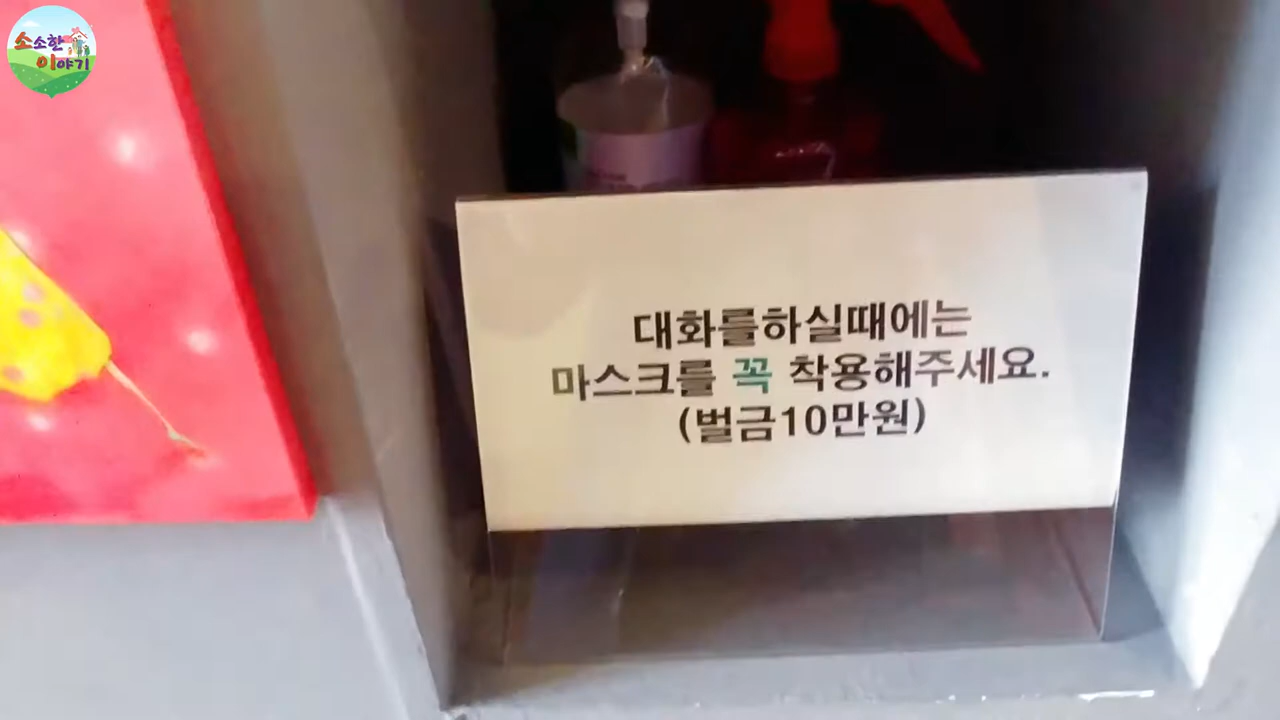 소소한
이야기
대화를하실때에는
마스크를 꼭 착용해주세요.
(벌금10만원)